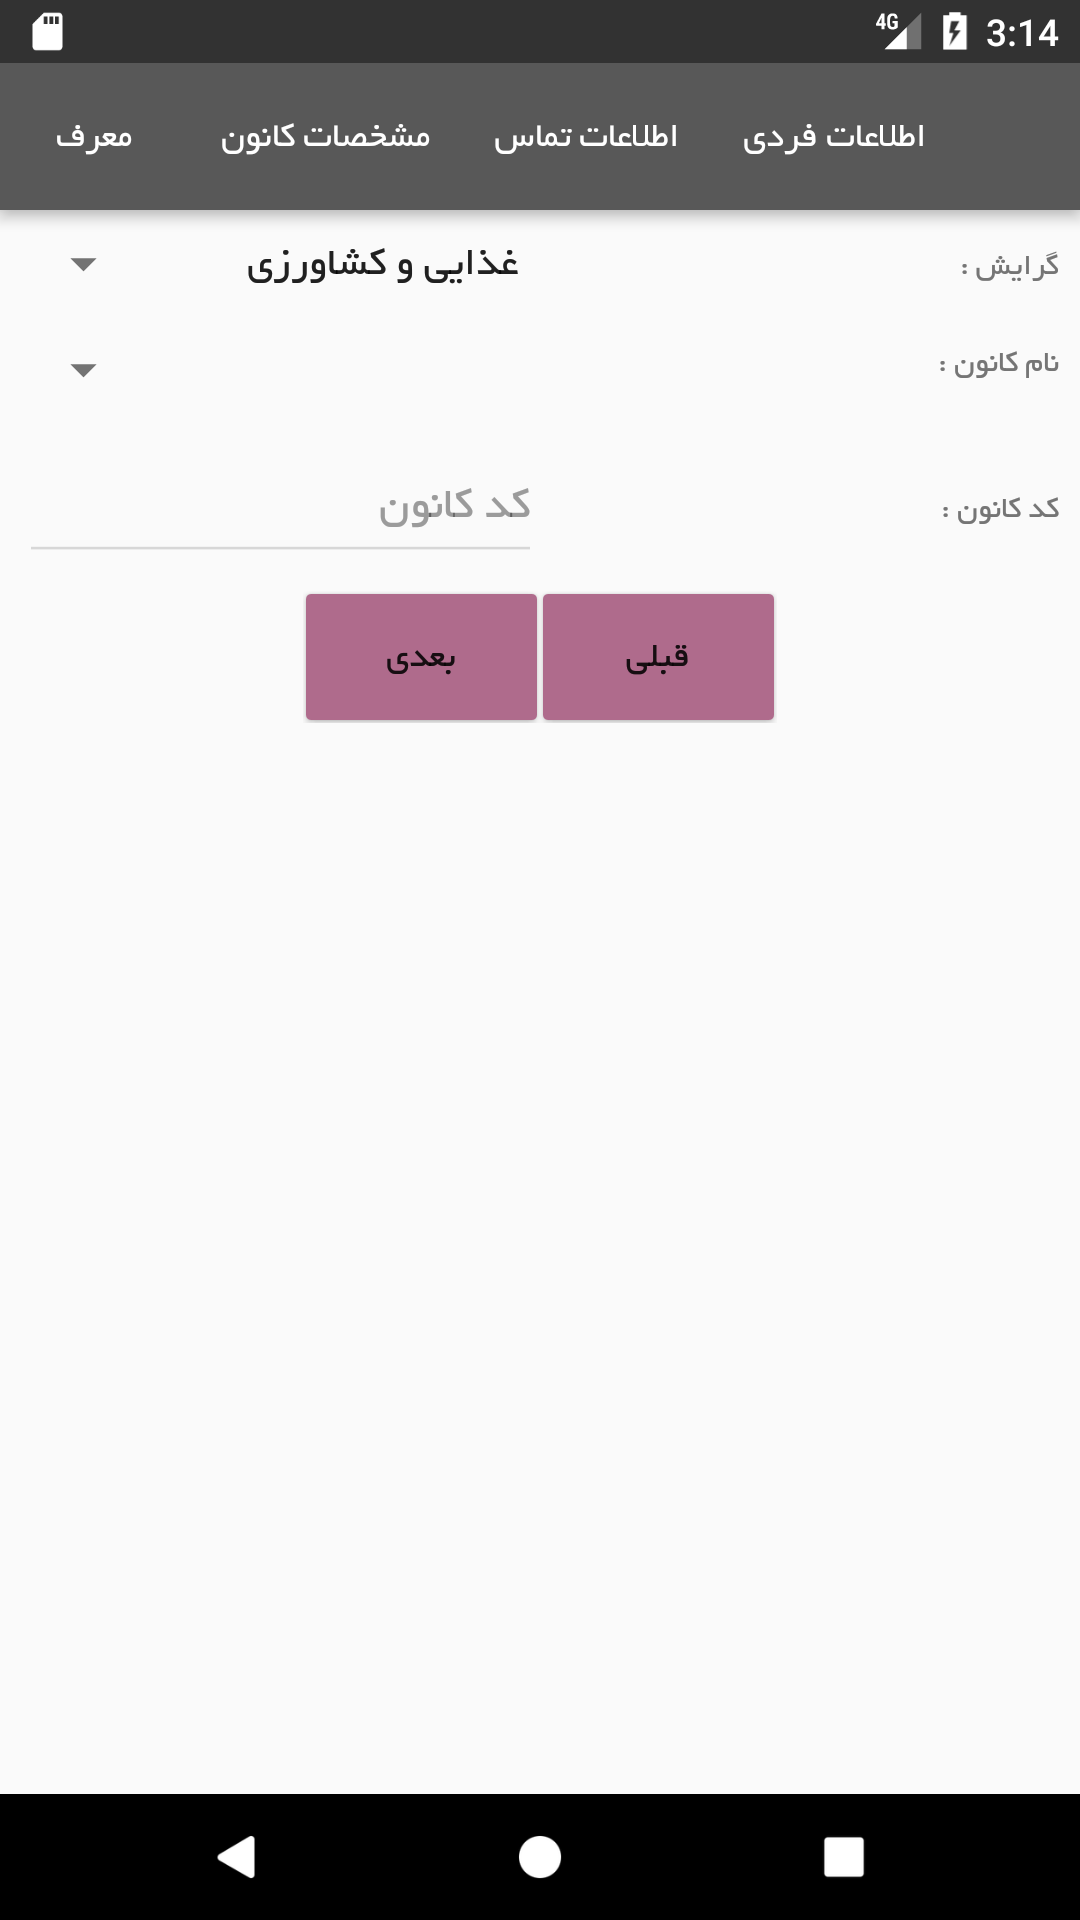 4G 3:14
اطلاعات فردی اطلاعات تماس مشخصات کانون معرف
گرایش : غذایی و کشاورزی
نام کانون :
کد کانون : کد کانون
قبلی بعدی